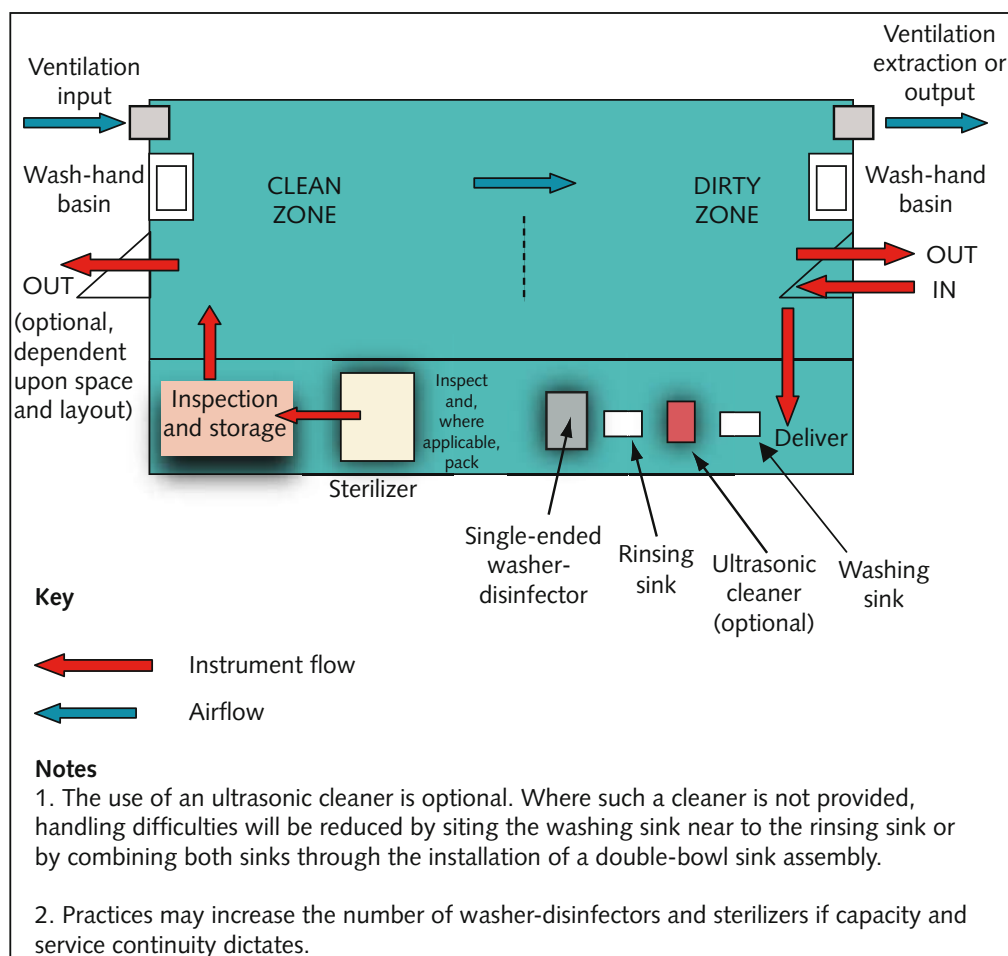 Ventilation
input
Ventilation
extraction or
output
Wash-hand
basin
CLEAN
ZONE
DIRTY
ZONE
Wash-hand
basin
OUT
(optional,
dependent
upon space
and layout)
OUT
IN
Inspection
and storage
Sterilizer
Inspect
and,
where
applicable,
pack
Deliver
Single-ended
washer-
disinfector
Rinsing
sink
Ultrasonic
cleaner
(optional)
Washing
sink
Key
Instrument flow
Airflow
Notes
1. The use of an ultrasonic cleaner is optional. Where such a cleaner is not provided,
handling difficulties will be reduced by siting the washing sink near to the rinsing sink or
by combining both sinks through the installation of a double-bowl sink assembly.
2. Practices may increase the number of washer-disinfectors and sterilizers if capacity and
service continuity dictates.